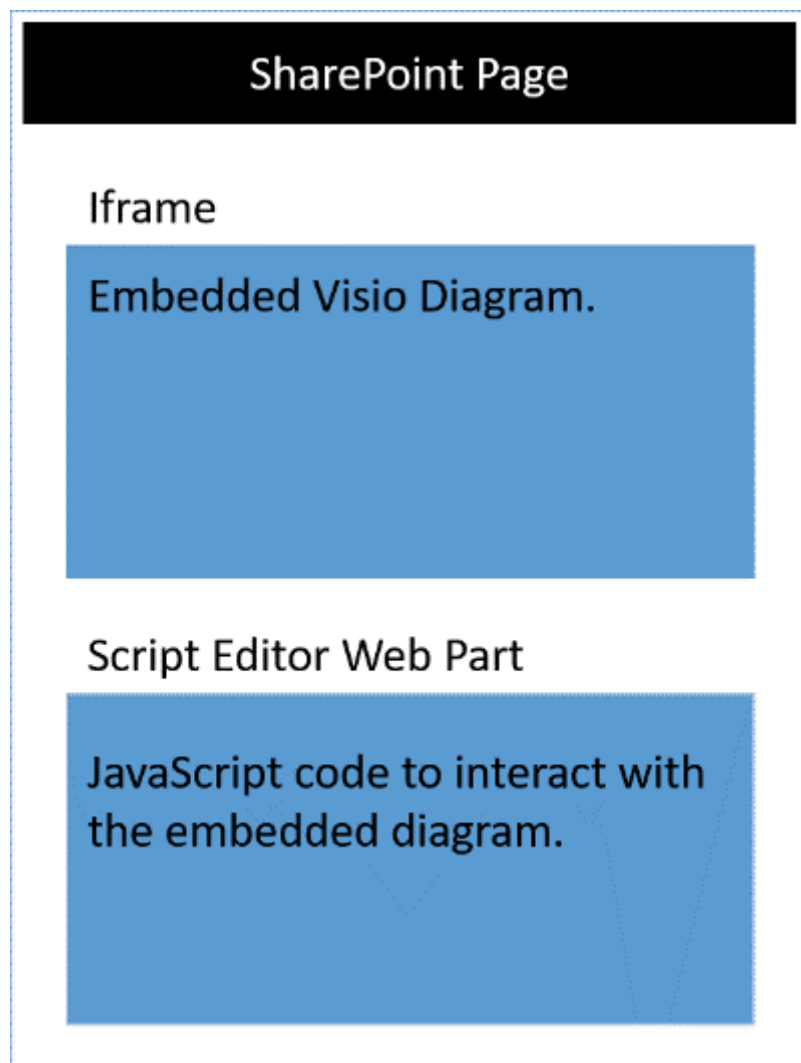 SharePoint Page
Iframe
Embedded Visio Diagram.
Script Editor Web Part
JavaScript code to interact with
the embedded diagram.